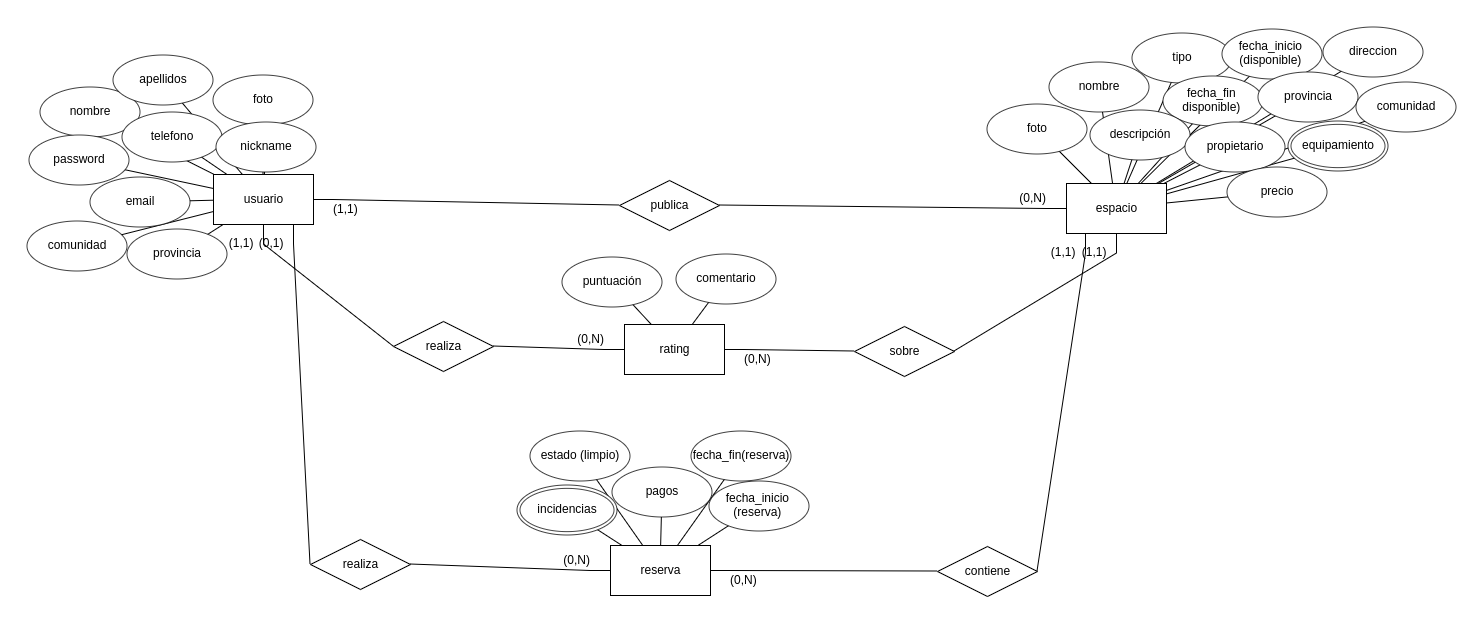 apellidos
foto
nombre
telefono
nickname
password
email
usuario
comunidad
provincia
(1,1)
(1,1)
(0,1)
publica
(0,N)
tipo
fecha_inicio
(disponible)
direccion
nombre
fecha_fin
disponible)
provincia
comunidad
foto
descripción
propietario
equipamiento
precio
espacio
(1,1)
(1,1)
puntuación
comentario
realiza
(0,N)
rating
(0,N)
sobre
estado (limpio)
fecha_fin(reserva)
pagos
incidencias
fecha_inicio
(reserva)
realiza
(0,N)
reserva
(0,N)
contiene